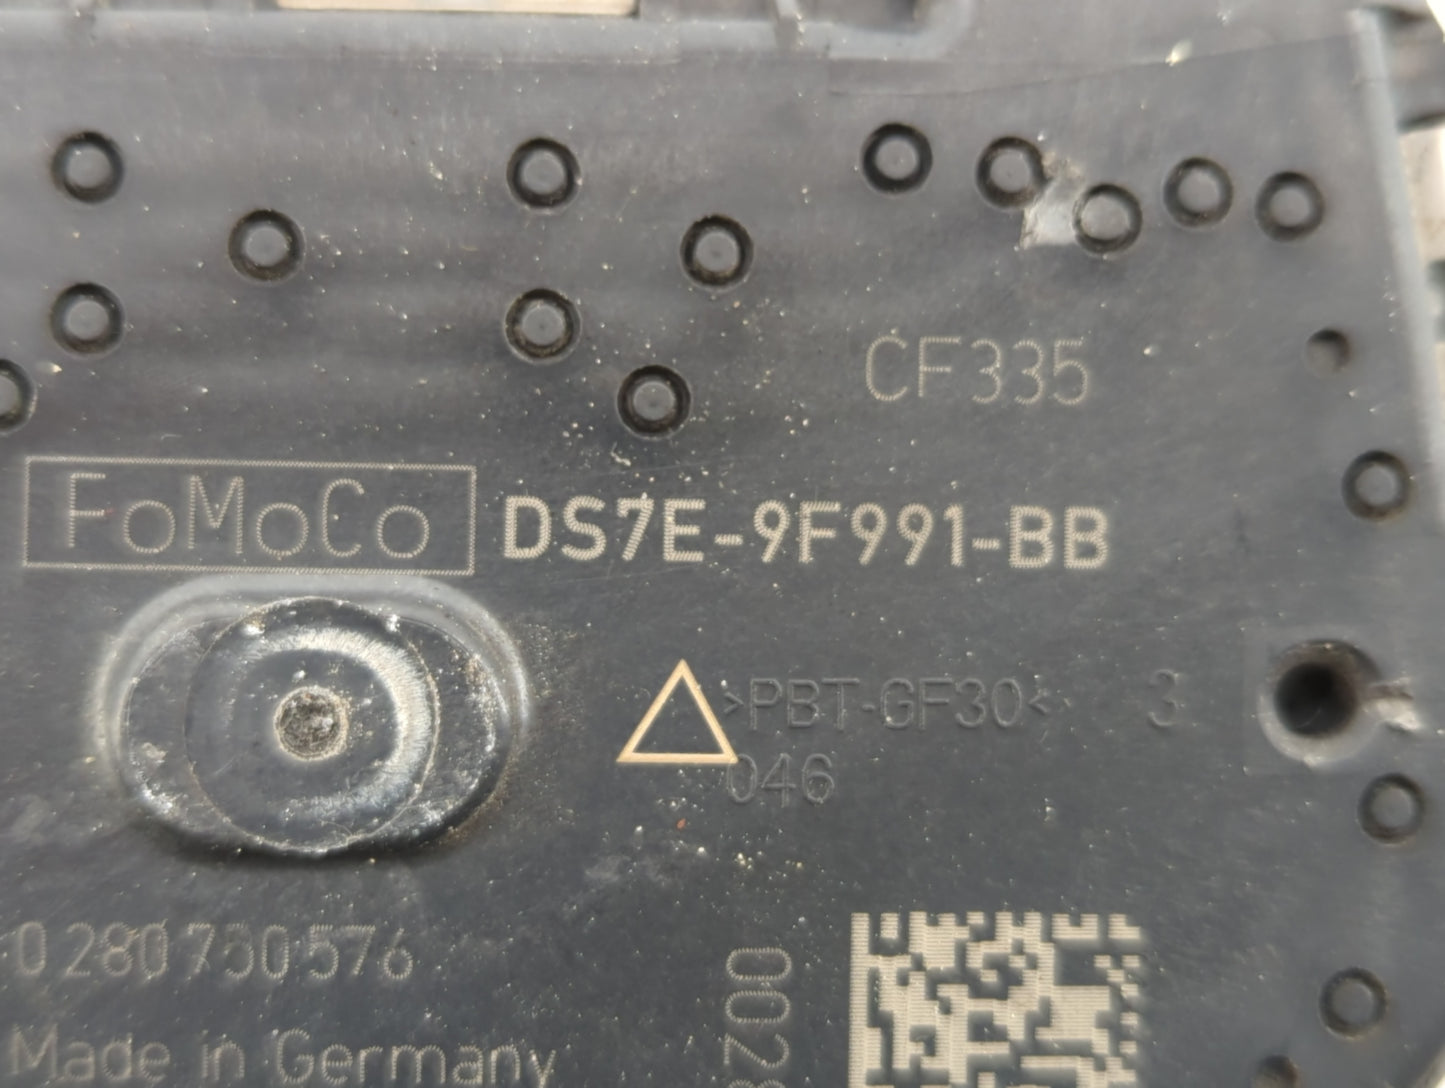 CF335
FoMoCo DS7E-9F991-BB
>PBT-GF30< 3
046
0 280 750 576
Made in Germany